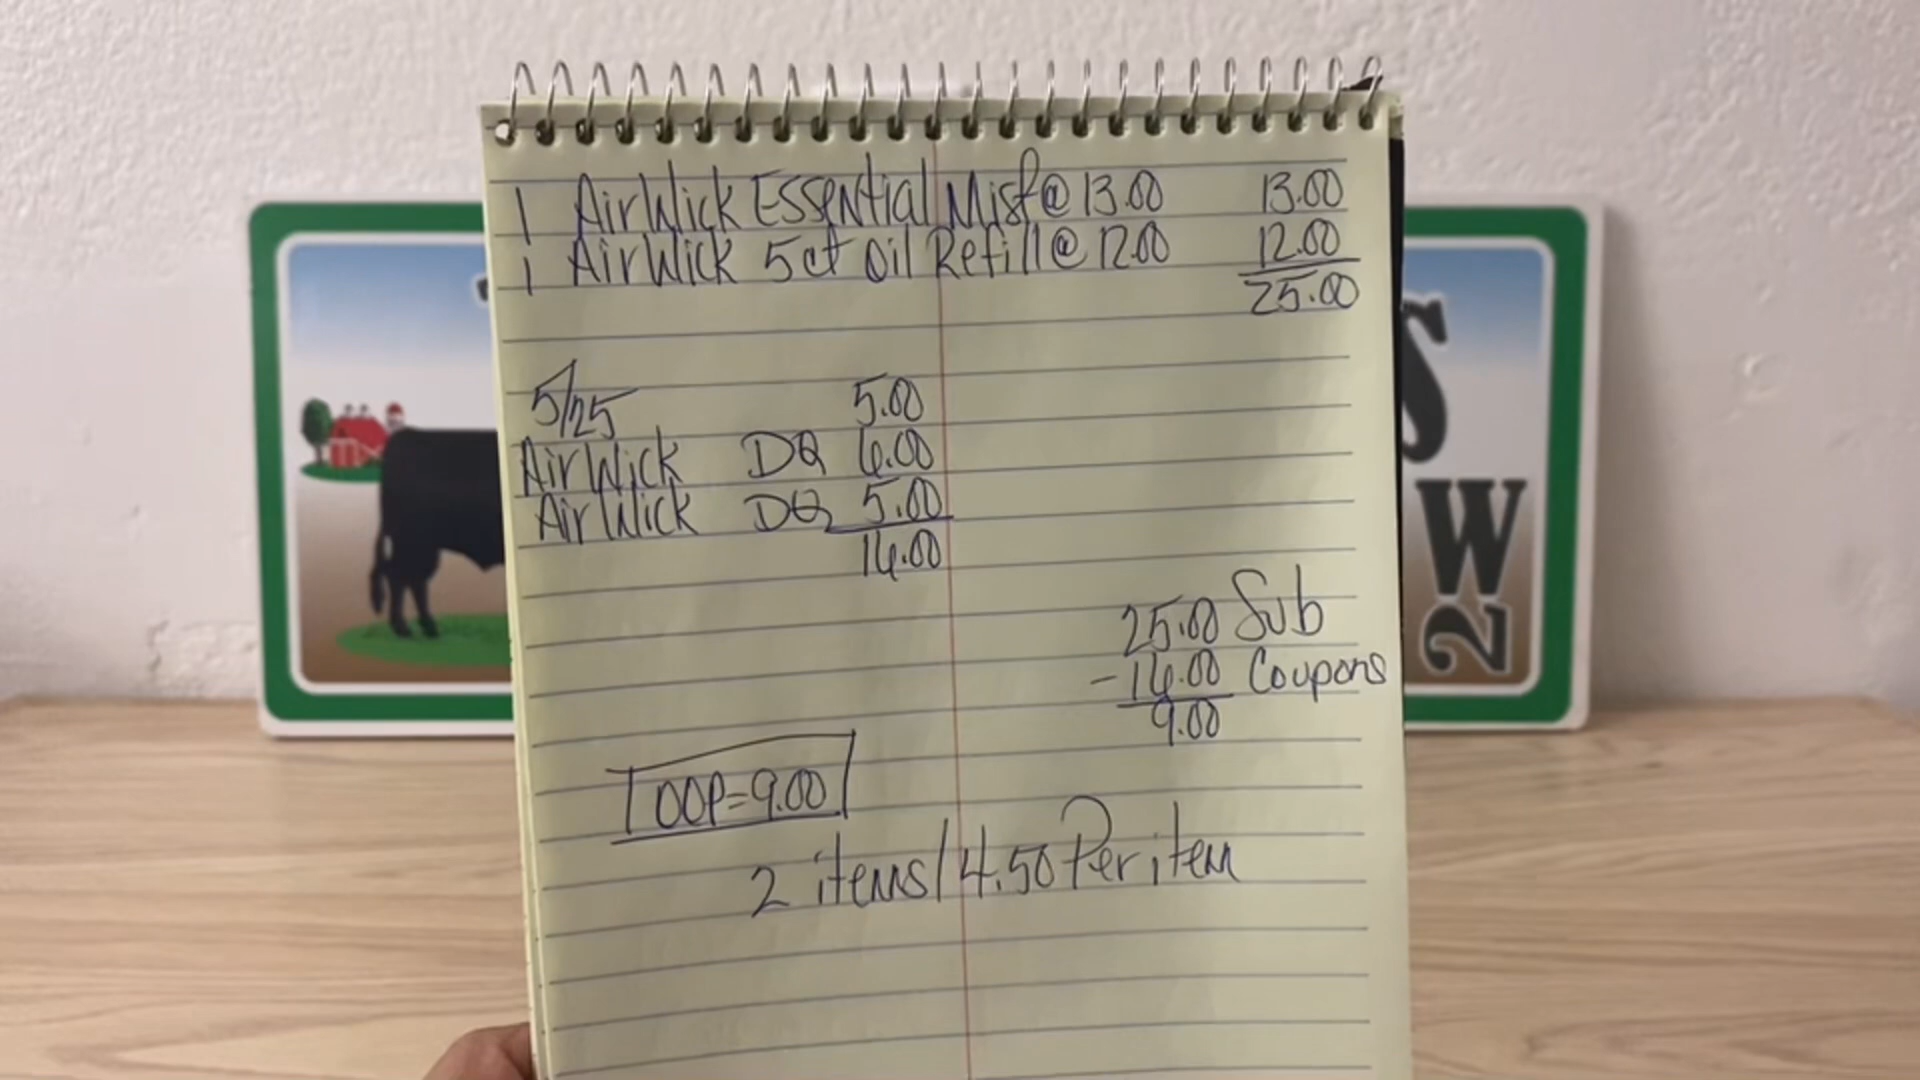 1 AirWick Essential Mist @ 13.00 13.00
1 AirWick 5ct Oil Refill @ 12.00 12.00
25.00
5/25 5.00
AirWick DQ 6.00
AirWick DQ 5.00
16.00
25.00 Sub
-16.00 Coupons
9.00
OOP=9.00
2 items/4.50 Per item
S
W
2